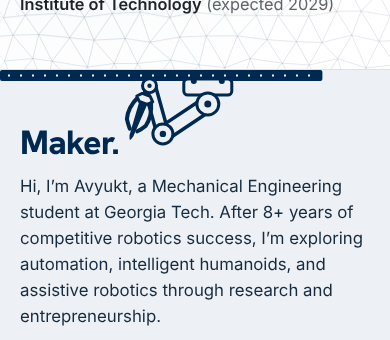 Institute of Technology (expected 2029)
Maker.
Hi, I’m Avyukt, a Mechanical Engineering
student at Georgia Tech. After 8+ years of
competitive robotics success, I’m exploring
automation, intelligent humanoids, and
assistive robotics through research and
entrepreneurship.